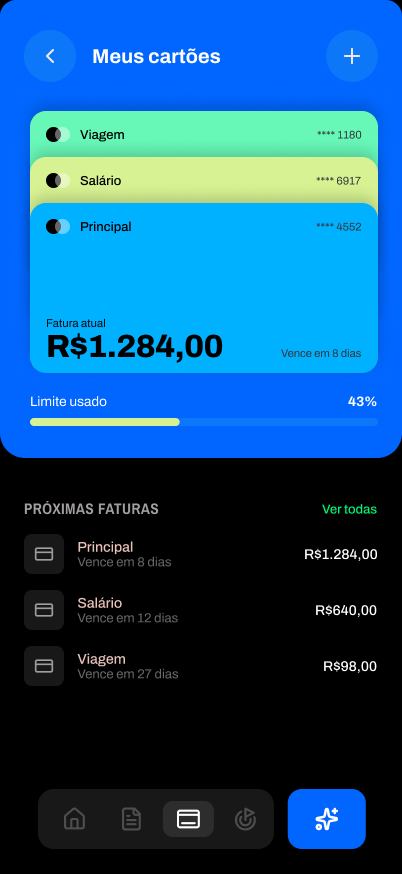 Meus cartões
Viagem **** 1180
Salário **** 6917
Principal **** 4552
Fatura atual
R$1.284,00 Vence em 8 dias
Limite usado 43%
PRÓXIMAS FATURAS Ver todas
Principal
Vence em 8 dias
R$1.284,00
Salário
Vence em 12 dias
R$640,00
Viagem
Vence em 27 dias
R$98,00